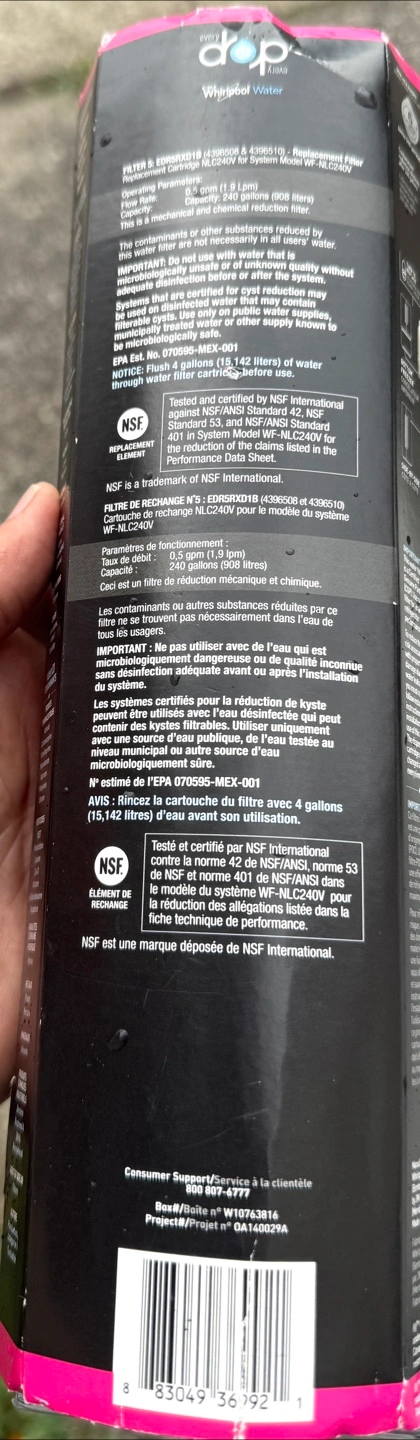 every
drop
every
Whirlpool Water
FILTER 5: EDR5RXD1B (4396508 & 4396510) - Replacement Filter
Replacement Cartridge NLC240V for System Model WF-NLC240V
Operating Parameters:
Flow Rate: 0.5 gpm (1.9 Lpm)
Capacity: Capacity: 240 gallons (908 liters)
This is a mechanical and chemical reduction filter.
The contaminants or other substances reduced by
this water filter are not necessarily in all users' water.
IMPORTANT: Do not use with water that is
microbiologically unsafe or of unknown quality without
adequate disinfection before or after the system.
Systems that are certified for cyst reduction may
be used on disinfected water that may contain
filterable cysts. Use only on public water supplies,
municipally treated water or other supply known to
be microbiologically safe.
EPA Est. No. 070595-MEX-001
NOTICE: Flush 4 gallons (15,142 liters) of water
through water filter cartridge before use.
NSF.
REPLACEMENT
ELEMENT
Tested and certified by NSF International
against NSF/ANSI Standard 42, NSF
Standard 53, and NSF/ANSI Standard
401 in System Model WF-NLC240V for
the reduction of the claims listed in the
Performance Data Sheet.
NSF is a trademark of NSF International.
FILTRE DE RECHANGE N°5 : EDR5RXD1B (4396508 et 4396510)
Cartouche de rechange NLC240V pour le modèle du système
WF-NLC240V
Paramètres de fonctionnement :
Taux de débit : 0,5 gpm (1,9 lpm)
Capacité : 240 gallons (908 litres)
Ceci est un filtre de réduction mécanique et chimique.
Les contaminants ou autres substances réduites par ce
filtre ne se trouvent pas nécessairement dans l'eau de
tous lés usagers.
IMPORTANT : Ne pas utiliser avec de l'eau qui est
microbiologiquement dangereuse ou de qualité inconnue
sans désinfection adéquate avant ou après l'installation
du système.
Les systèmes certifiés pour la réduction de kyste
peuvent être utilisés avec l'eau désinfectée qui peut
contenir des kystes filtrables. Utiliser uniquement
avec une source d'eau publique, de l'eau testée au
niveau municipal ou autre source d'eau
microbiologiquement sûre.
N° estimé de l'EPA 070595-MEX-001
AVIS : Rincez la cartouche du filtre avec 4 gallons
(15,142 litres) d'eau avant son utilisation.
NSF.
ÉLÉMENT DE
RECHANGE
Testé et certifié par NSF International
contre la norme 42 de NSF/ANSI, norme 53
de NSF et norme 401 de NSF/ANSI dans
le modèle du système WF-NLC240V pour
la réduction des allégations listée dans la
fiche technique de performance.
NSF est une marque déposée de NSF International.
Consumer Support/Service à la clientèle
800 807-6777
Box#/Boîte n° W10763816
Project#/Projet n° OA140029A
8 83049 36992 1